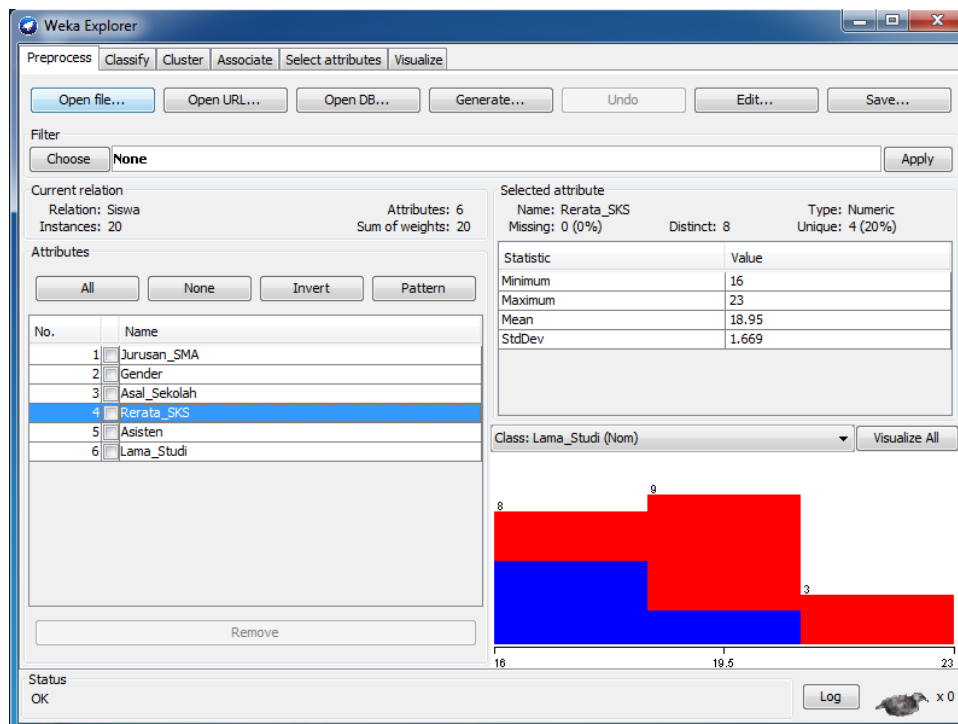 Weka Explorer
Preprocess Classify Cluster Associate Select attributes Visualize
Open file... Open URL... Open DB... Generate... Undo Edit... Save...
Filter
Choose None Apply
Current relation
Relation: Siswa Attributes: 6
Instances: 20 Sum of weights: 20
Attributes
All None Invert Pattern
No. Name
1 Jurusan_SMA
2 Gender
3 Asal_Sekolah
4 Rerata_SKS
5 Asisten
6 Lama_Studi
Remove
Selected attribute
Name: Rerata_SKS Type: Numeric
Missing: 0 (0%) Distinct: 8 Unique: 4 (20%)
Statistic Value
Minimum 16
Maximum 23
Mean 18.95
StdDev 1.669
Class: Lama_Studi (Nom) Visualize All
8 9 3
16 19.5 23
Status
OK Log x 0